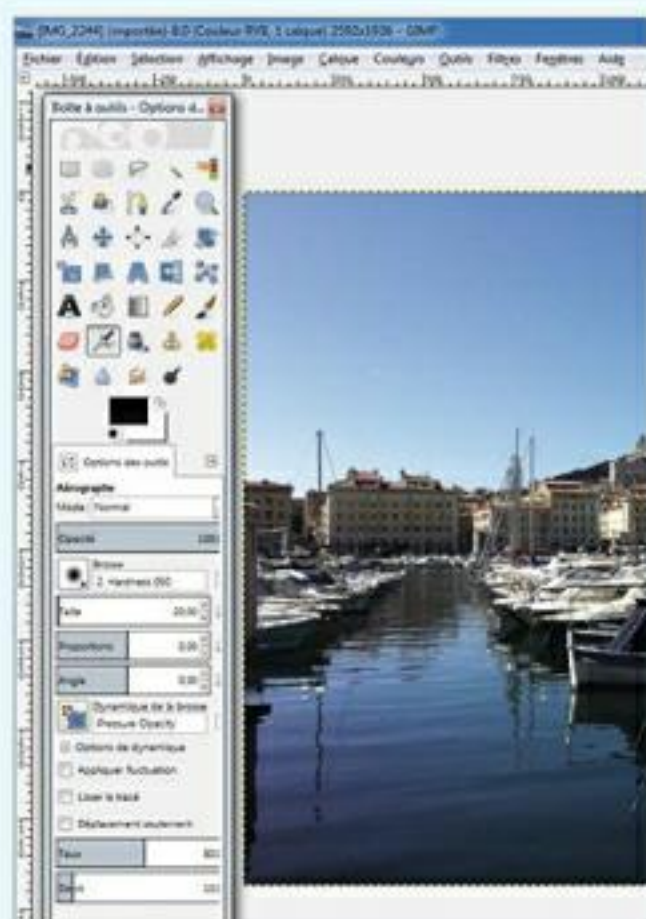 [IMG_2244] (importée)-8.0 (Couleur RVB, 1 calque) 2592x1936 – GIMP
Fichier Édition Sélection Affichage Image Calque Couleurs Outils Filtres Fenêtres Aide
Boîte à outils - Options d...
Options des outils
Aérographe
Mode: Normal
Opacité 100
Brosse
2. Hardness 050
Taille 20.00
Proportions 0.00
Angle 0.00
Dynamique de la brosse
Pressure Opacity
Options de dynamique
Appliquer fluctuation
Lisser le tracé
Déplacement seulement
Taux